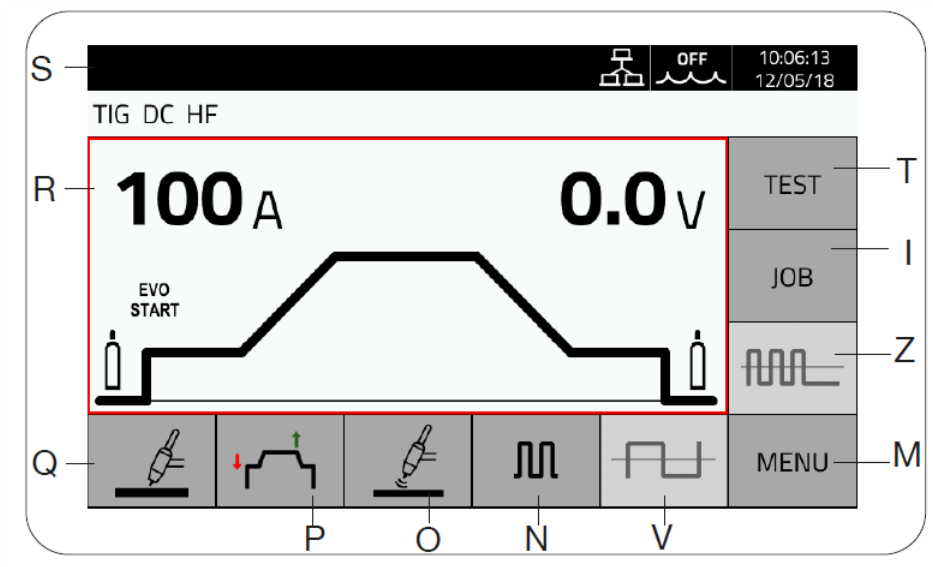 S
OFF
10:06:13
12/05/18
TIG DC HF
R
100 A
0.0 V
TEST
T
EVO
START
JOB
I
Z
Q
MENU
M
P
O
N
V